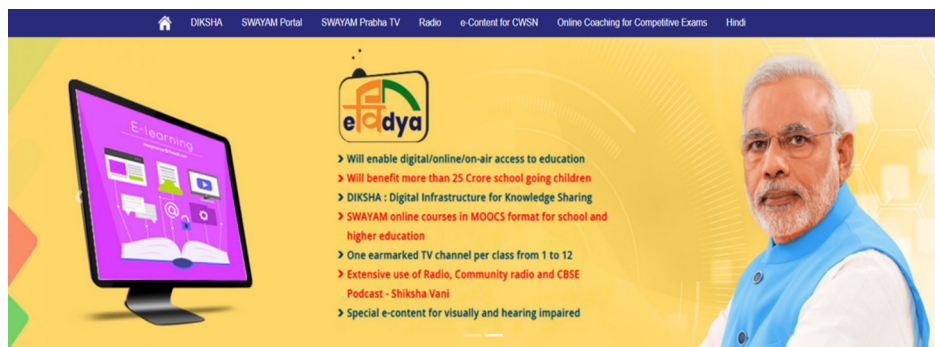 DIKSHA SWAYAM Portal SWAYAM Prabha TV Radio e-Content for CWSN Online Coaching for Competitive Exams Hindi
E-learning
eविdya
Will enable digital/online/on-air access to education
Will benefit more than 25 Crore school going children
DIKSHA : Digital Infrastructure for Knowledge Sharing
SWAYAM online courses in MOOCS format for school and
higher education
One earmarked TV channel per class from 1 to 12
Extensive use of Radio, Community radio and CBSE
Podcast - Shiksha Vani
Special e-content for visually and hearing impaired